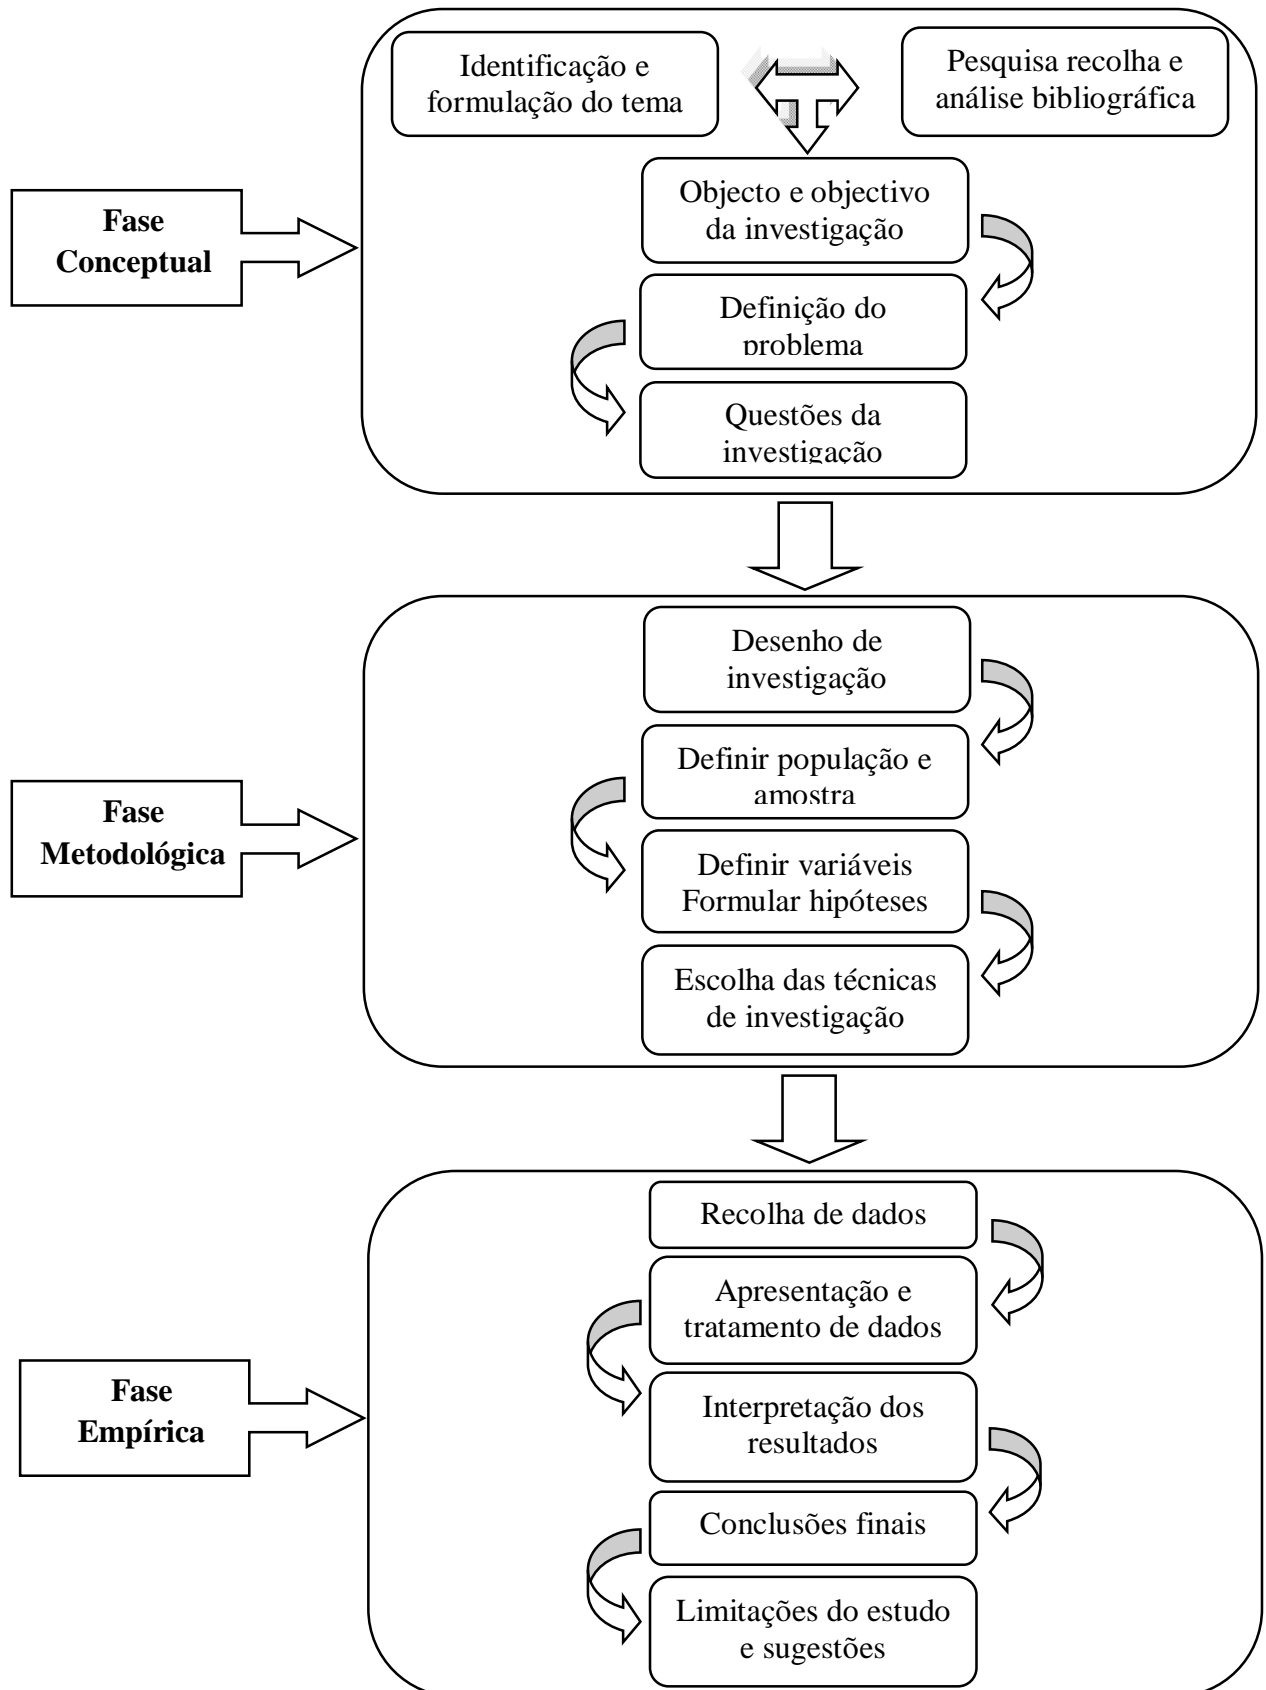 Identificação e
formulação do tema
Pesquisa recolha e
análise bibliográfica
Objecto e objectivo
da investigação
Fase
Conceptual
Definição do
problema
Questões da
investigação
Desenho de
investigação
Definir população e
amostra
Fase
Metodológica
Definir variáveis
Formular hipóteses
Escolha das técnicas
de investigação
Recolha de dados
Apresentação e
tratamento de dados
Fase
Empírica
Interpretação dos
resultados
Conclusões finais
Limitações do estudo
e sugestões